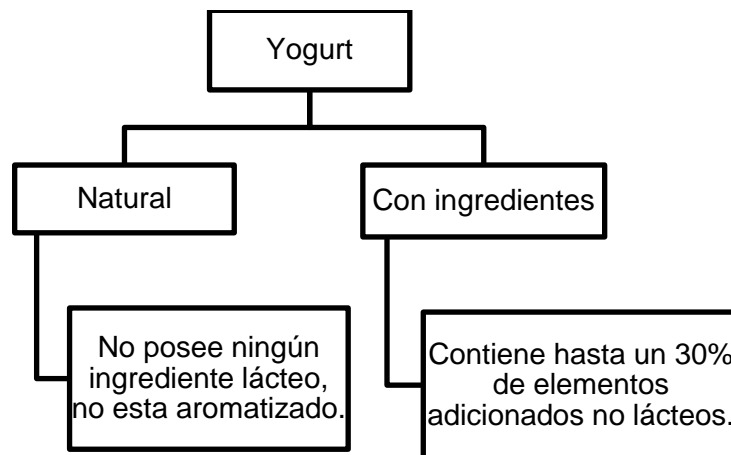 Yogurt
Natural
Con ingredientes
No posee ningún
ingrediente lácteo,
no esta aromatizado.
Contiene hasta un 30%
de elementos
adicionados no lácteos.